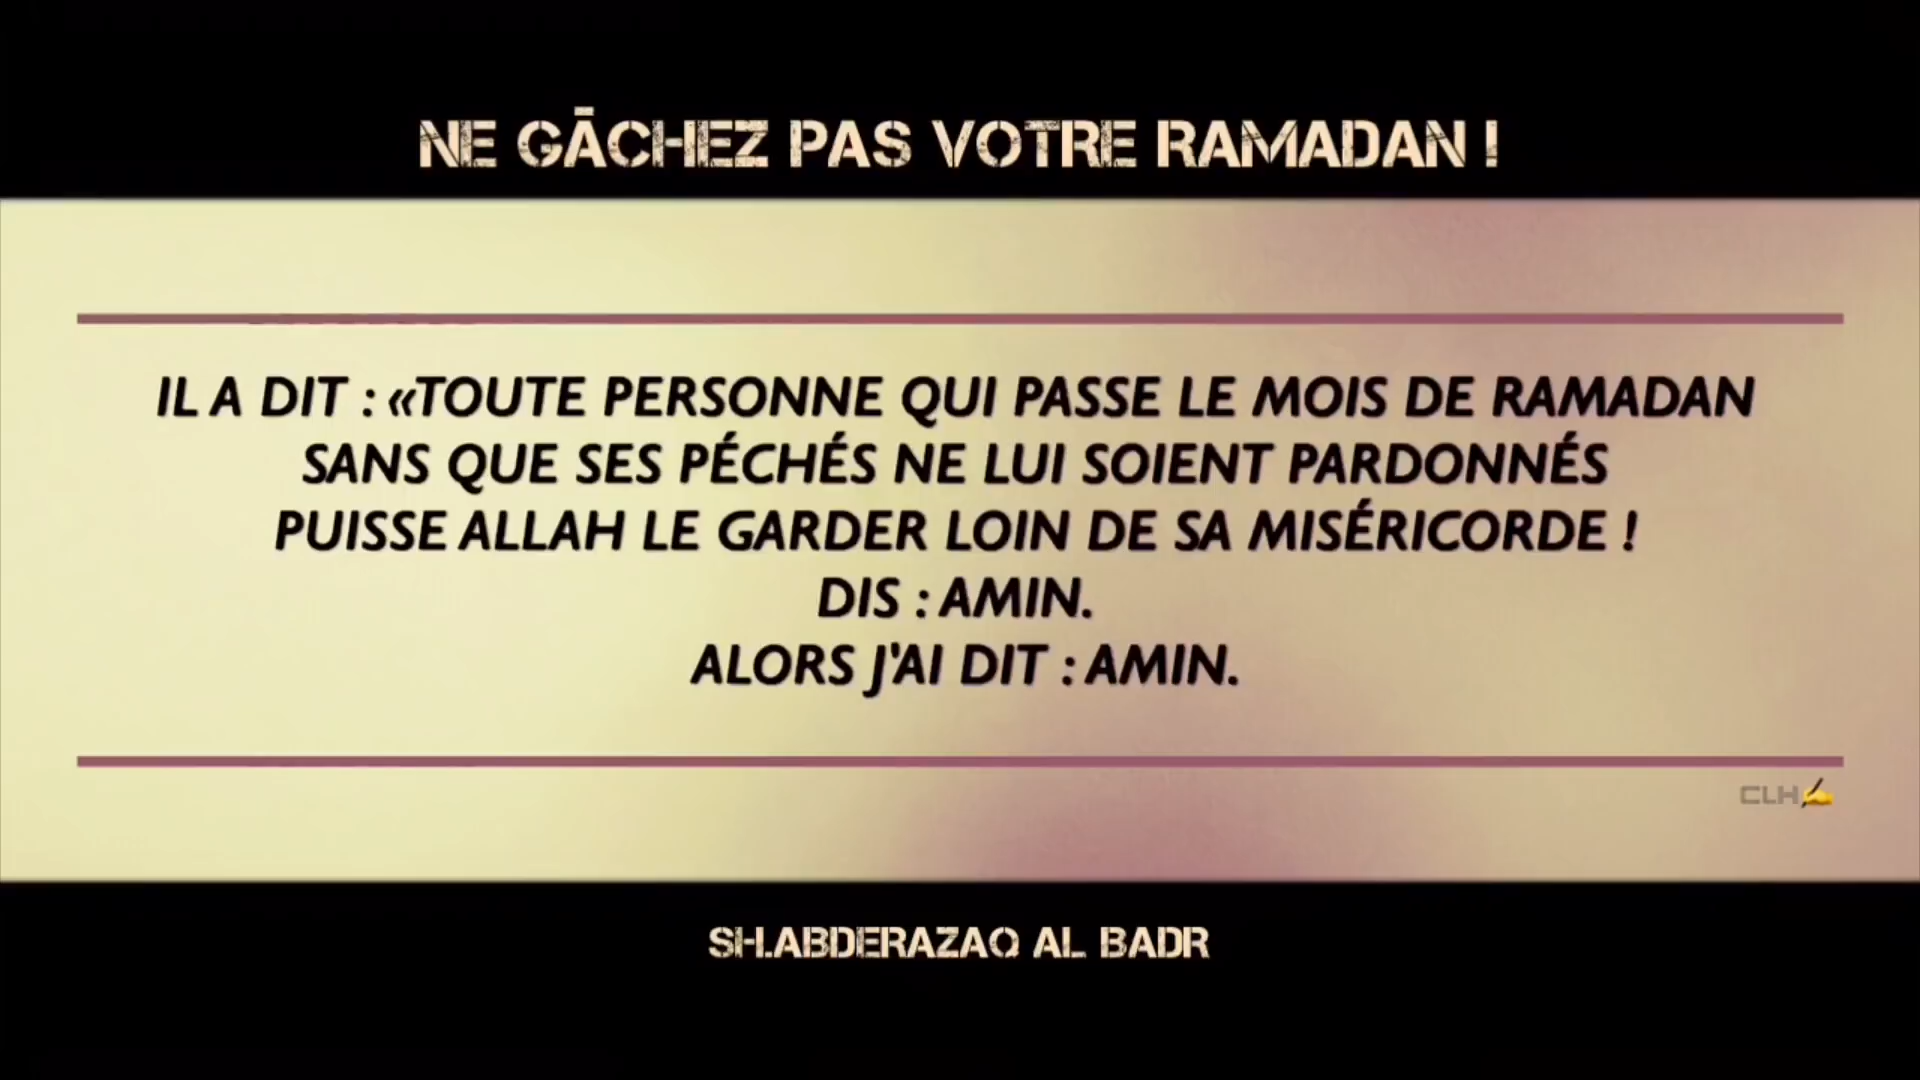 NE GĀCHEZ PAS VOTRE RAMADAN !
IL A DIT : «TOUTE PERSONNE QUI PASSE LE MOIS DE RAMADAN
SANS QUE SES PÉCHÉS NE LUI SOIENT PARDONNÉS
PUISSE ALLAH LE GARDER LOIN DE SA MISÉRICORDE !
DIS : AMIN.
ALORS J'AI DIT : AMIN.
CLH✍️
SH.ABDERAZAQ AL BADR